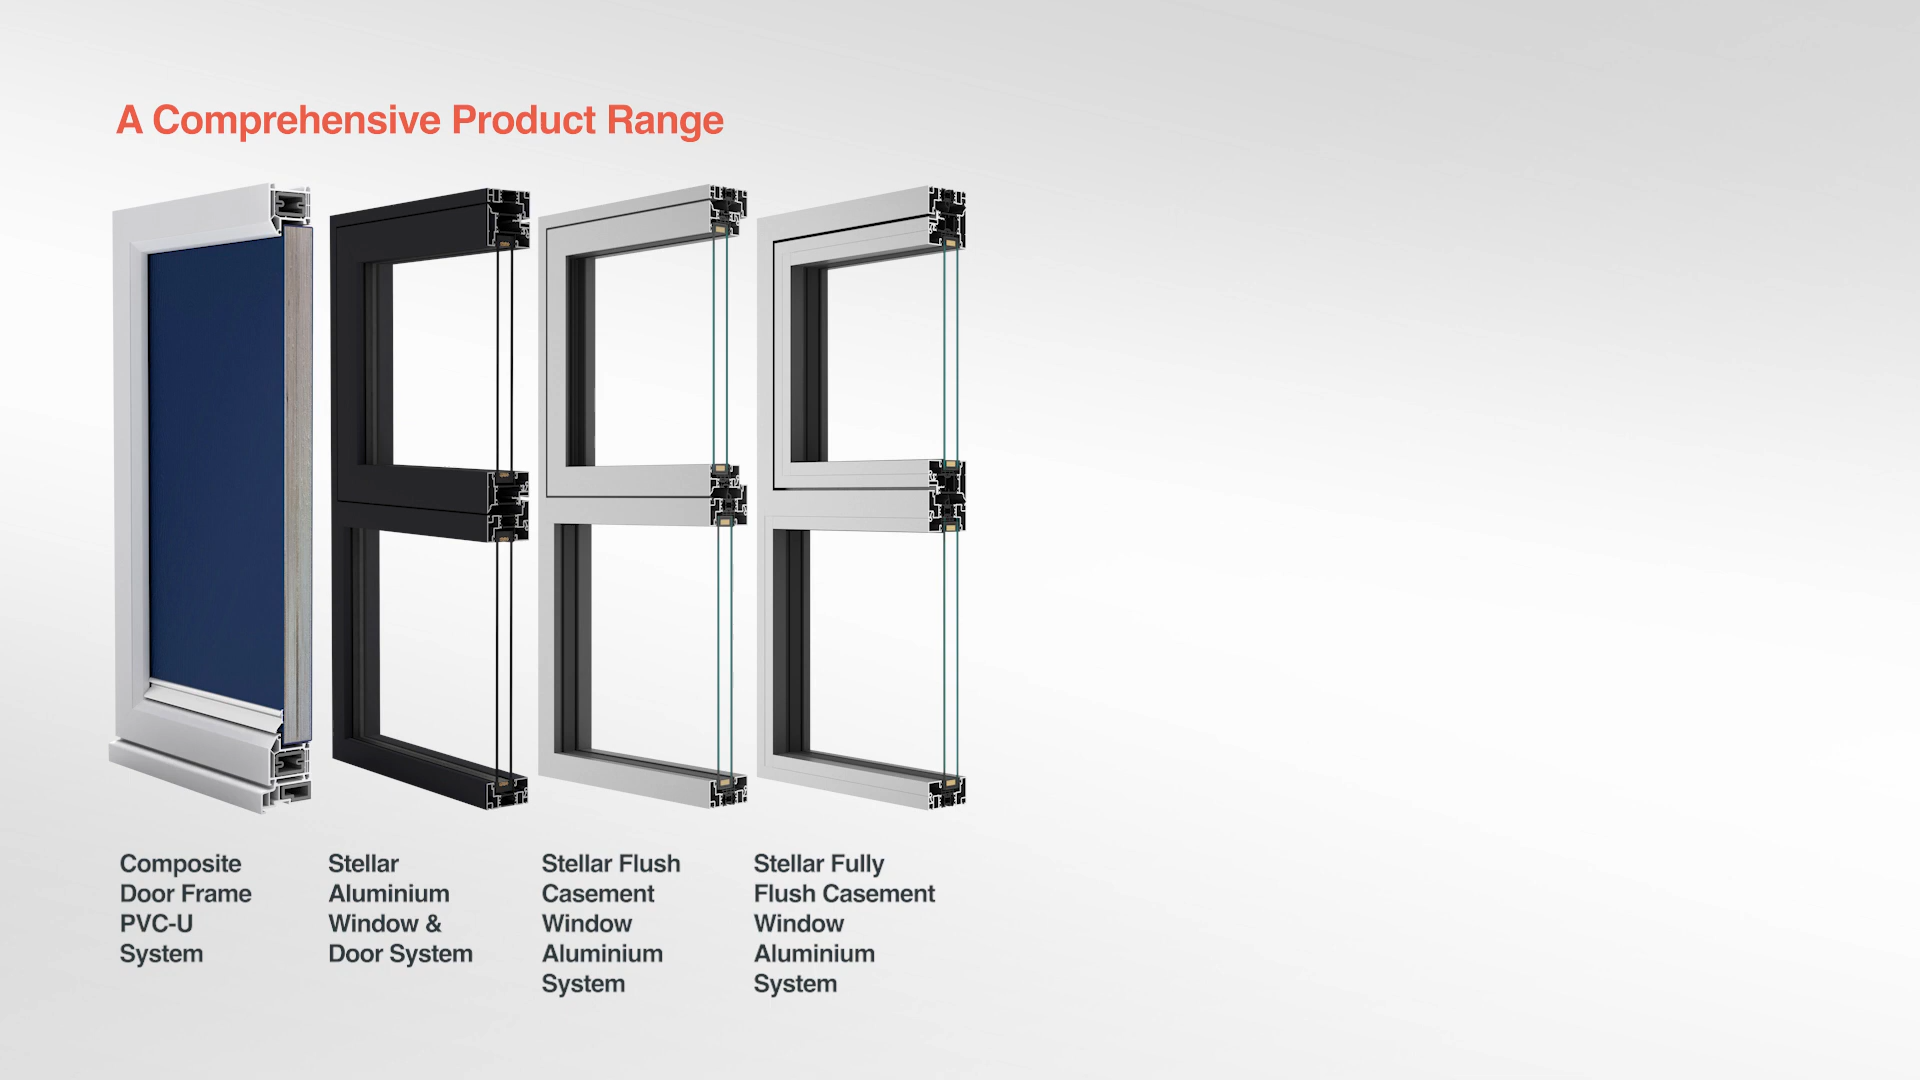 A Comprehensive Product Range
Composite
Door Frame
PVC-U
System
Stellar
Aluminium
Window &
Door System
Stellar Flush
Casement
Window
Aluminium
System
Stellar Fully
Flush Casement
Window
Aluminium
System